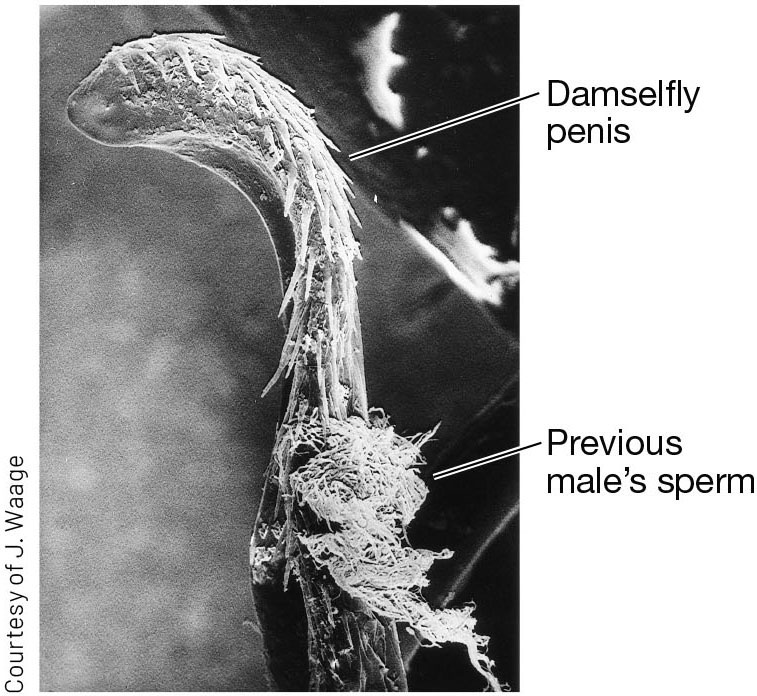 Damselfly
penis
Previous
male's sperm
Courtesy of J. Waage